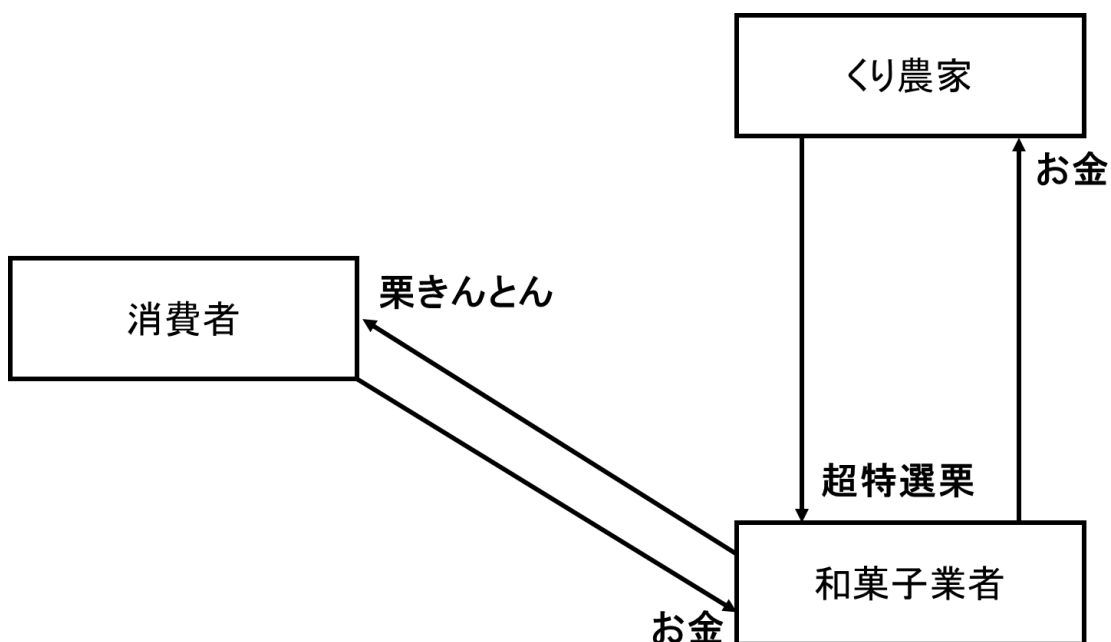 くり農家
お金
消費者
栗きんとん
超特選栗
和菓子業者
お金